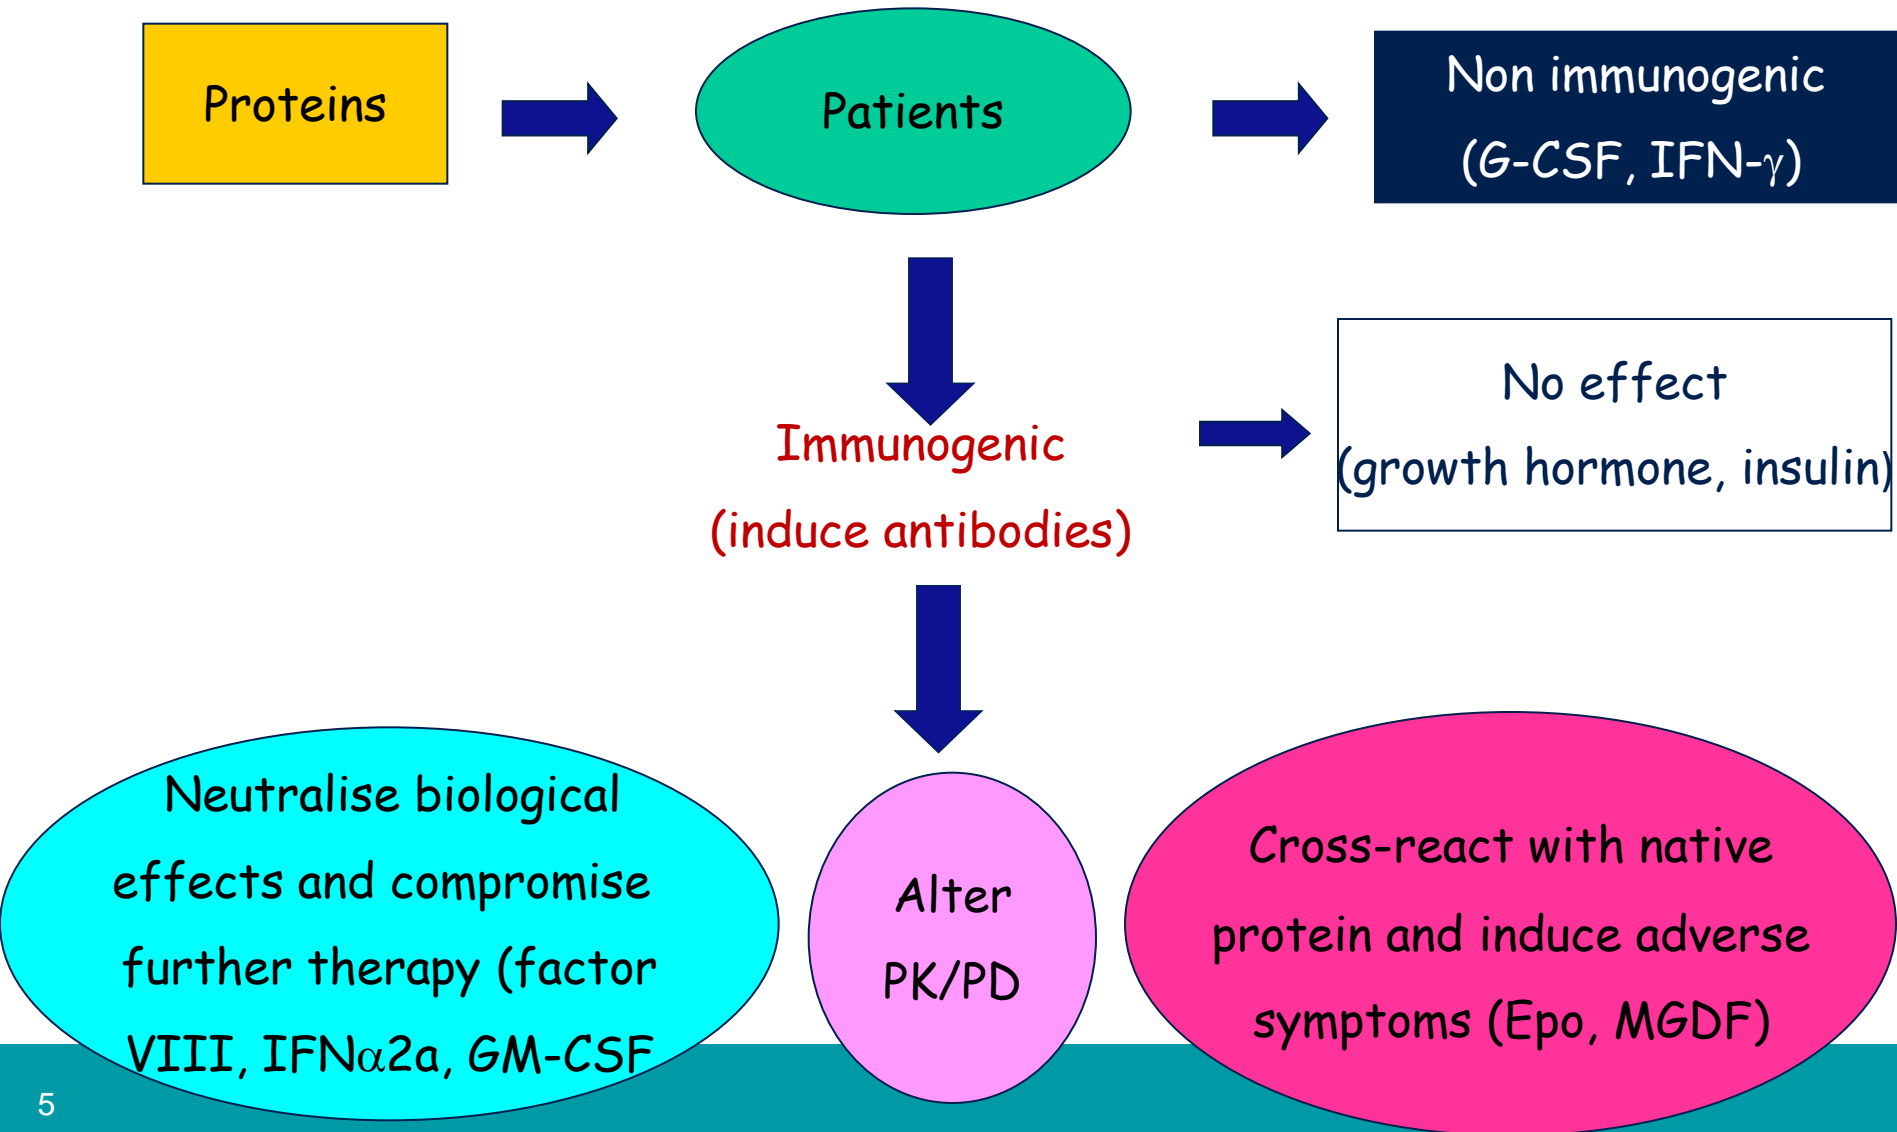 Proteins
Patients
Non immunogenic
(G-CSF, IFN-γ)
Immunogenic
(induce antibodies)
No effect
(growth hormone, insulin)
Neutralise biological
effects and compromise
further therapy (factor
VIII, IFNα2a, GM-CSF
Alter
PK/PD
Cross-react with native
protein and induce adverse
symptoms (Epo, MGDF)
5